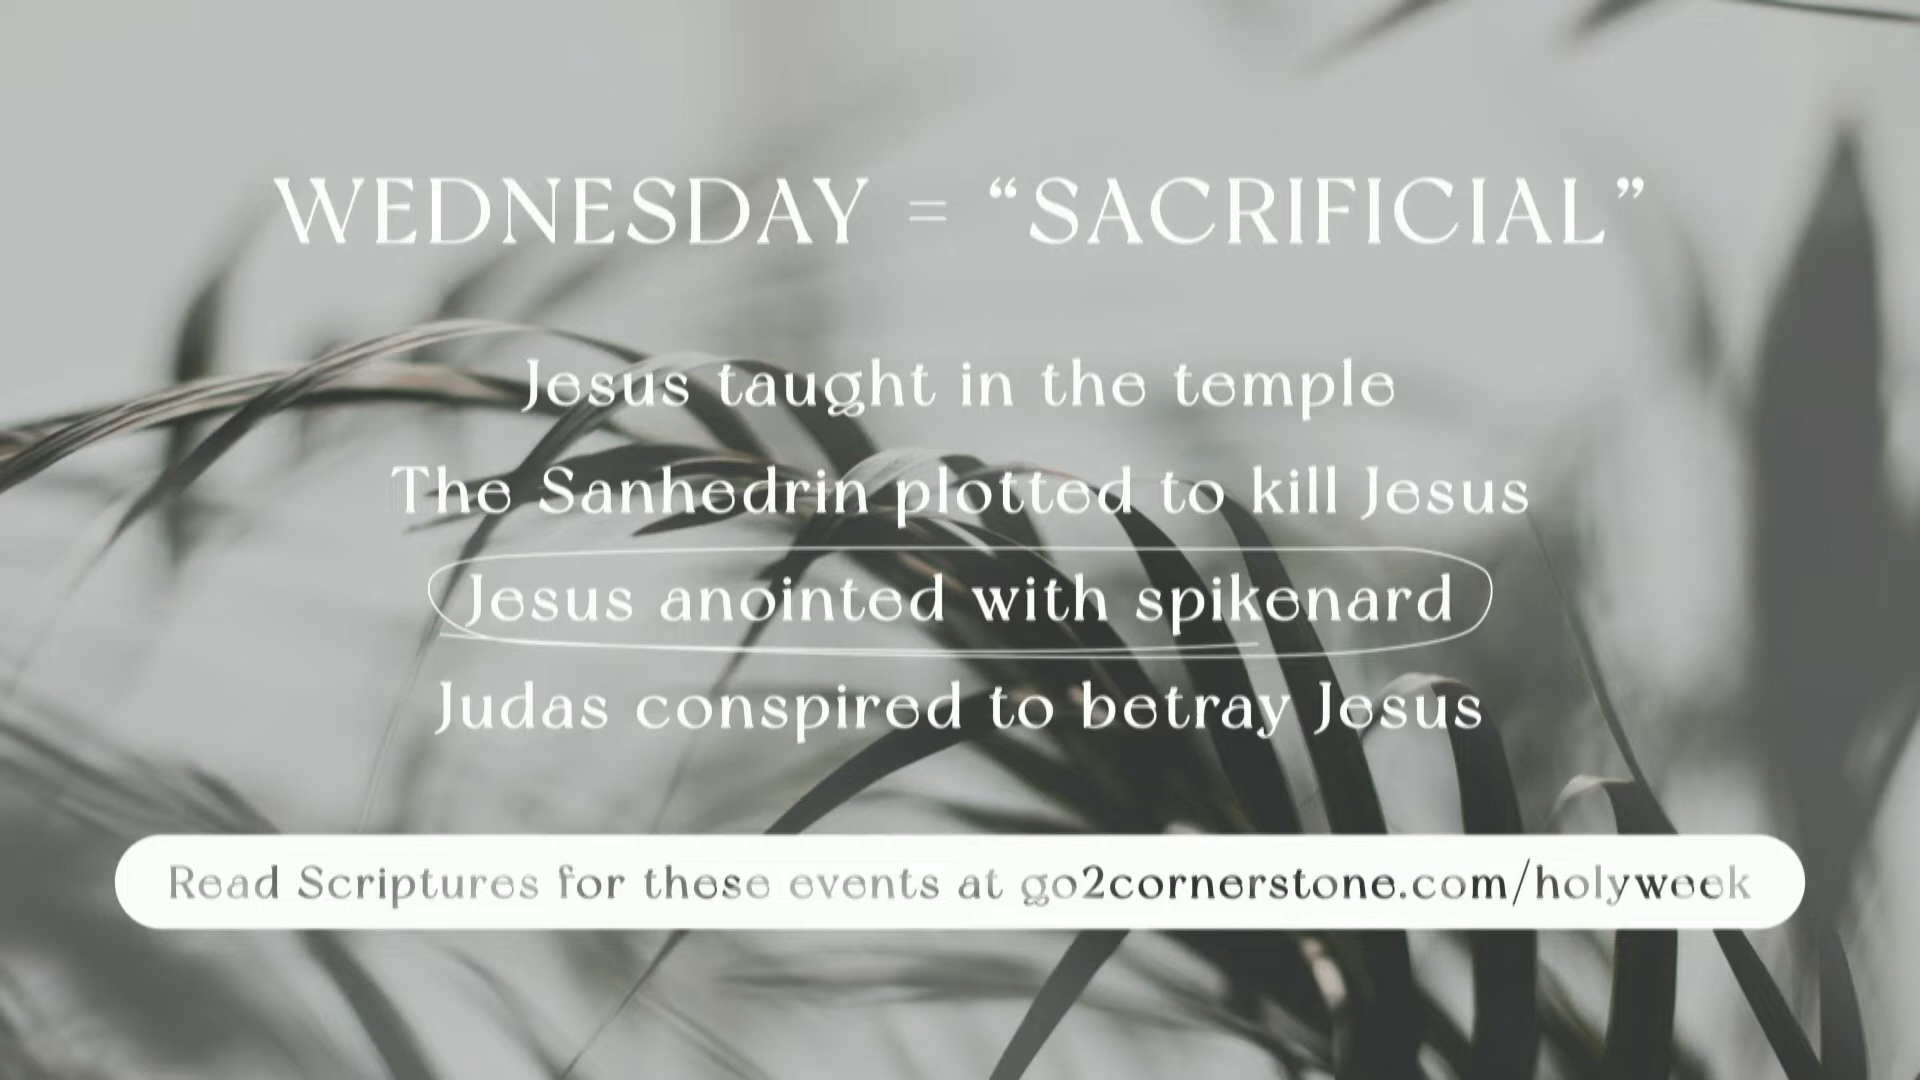 WEDNESDAY = “SACRIFICIAL”
Jesus taught in the temple
The Sanhedrin plotted to kill Jesus
Jesus anointed with spikenard
Judas conspired to betray Jesus
Read Scriptures for these events at go2cornerstone.com/holyweek